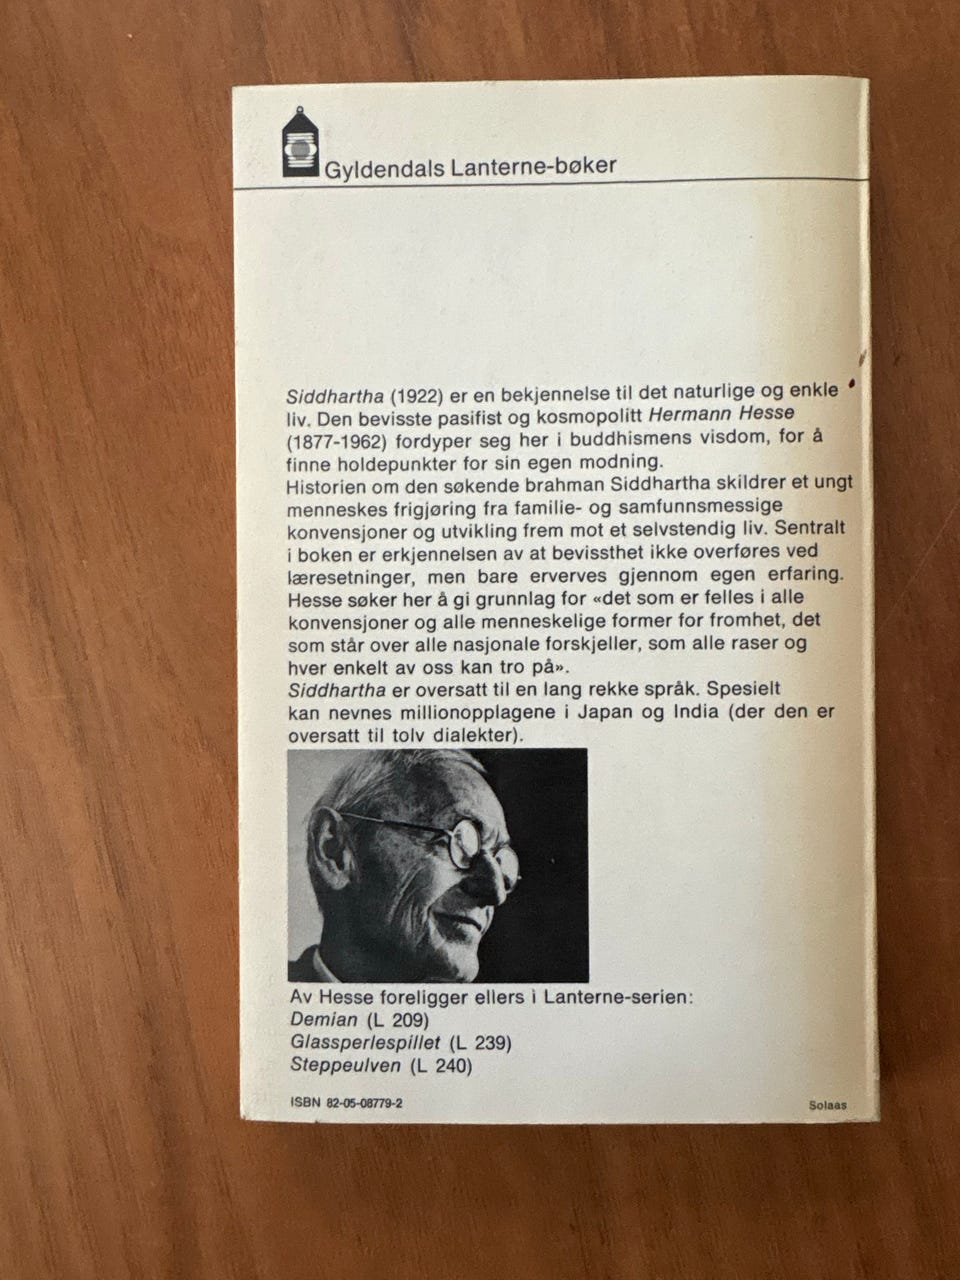 Gyldendals Lanterne-bøker
Siddhartha (1922) er en bekjennelse til det naturlige og enkle
liv. Den bevisste pasifist og kosmopolitt Hermann Hesse
(1877-1962) fordyper seg her i buddhismens visdom, for å
finne holdepunkter for sin egen modning.
Historien om den søkende brahman Siddhartha skildrer et ungt
menneskes frigjøring fra familie- og samfunnsmessige
konvensjoner og utvikling frem mot et selvstendig liv. Sentralt
i boken er erkjennelsen av at bevissthet ikke overføres ved
læresetninger, men bare erverves gjennom egen erfaring.
Hesse søker her å gi grunnlag for «det som er felles i alle
konvensjoner og alle menneskelige former for fromhet, det
som står over alle nasjonale forskjeller, som alle raser og
hver enkelt av oss kan tro på».
Siddhartha er oversatt til en lang rekke språk. Spesielt
kan nevnes millionopplagene i Japan og India (der den er
oversatt til tolv dialekter).
Av Hesse foreligger ellers i Lanterne-serien:
Demian (L 209)
Glassperlespillet (L 239)
Steppeulven (L 240)
ISBN 82-05-08779-2
Solaas